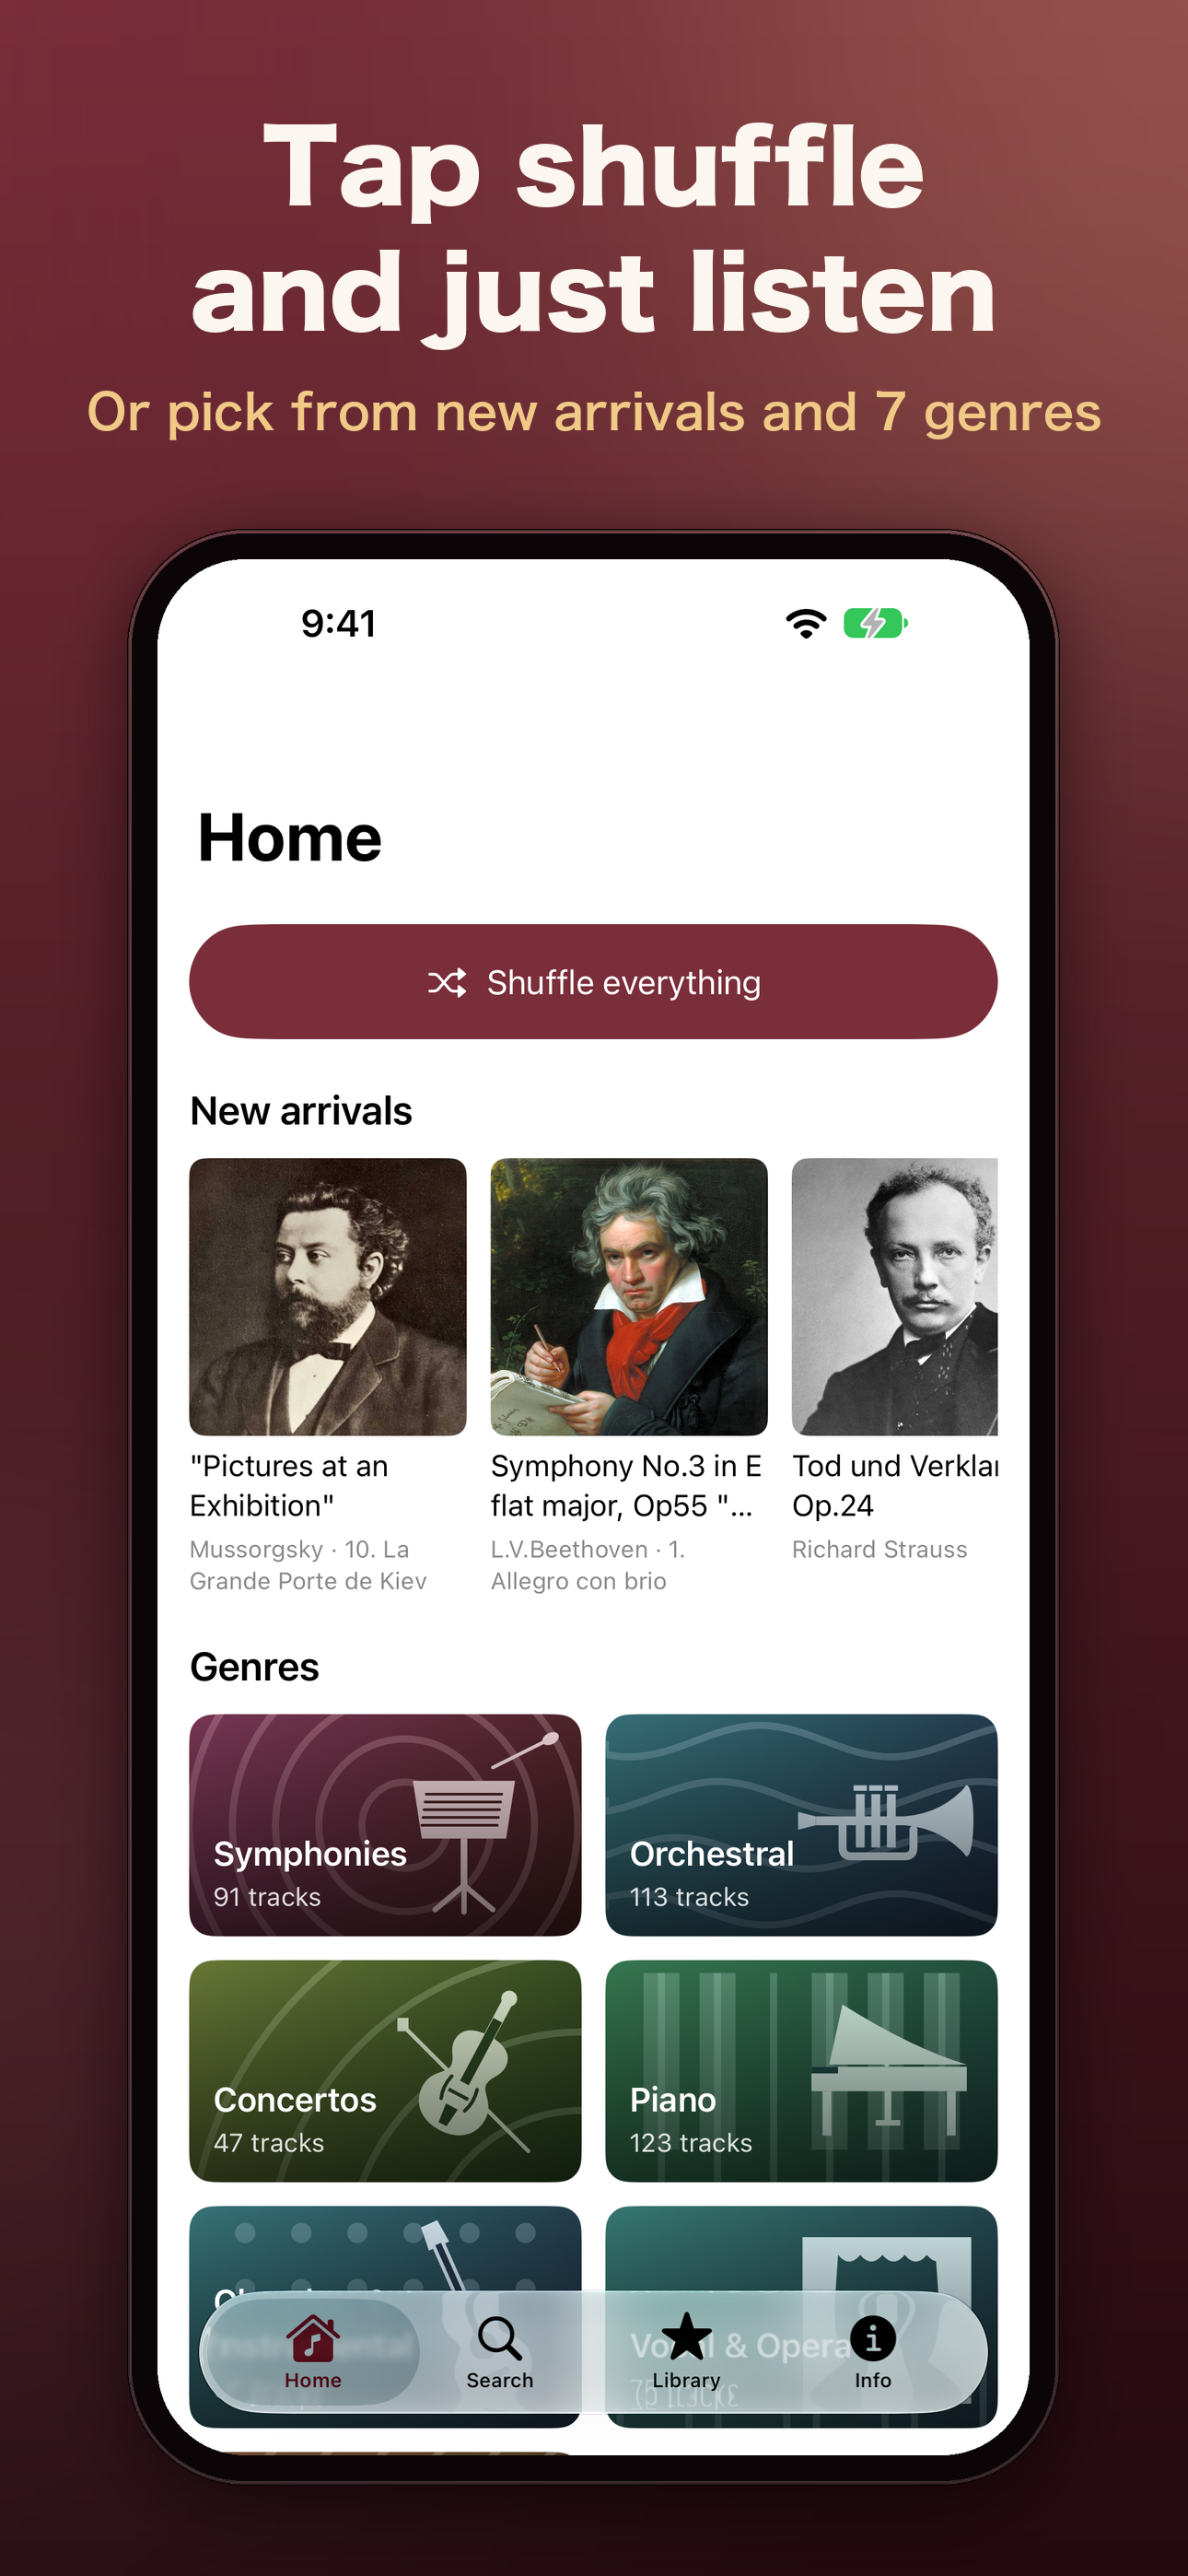 Tap shuffle
and just listen
Or pick from new arrivals and 7 genres
9:41
Home
Shuffle everything
New arrivals
"Pictures at an
Exhibition"
Mussorgsky · 10. La
Grande Porte de Kiev
Symphony No.3 in E
flat major, Op55 "...
L.V.Beethoven · 1.
Allegro con brio
Tod und Verklar
Op.24
Richard Strauss
Genres
Symphonies
91 tracks
Orchestral
113 tracks
Concertos
47 tracks
Piano
123 tracks
Vocal & Opera
Home
Search
Library
Info